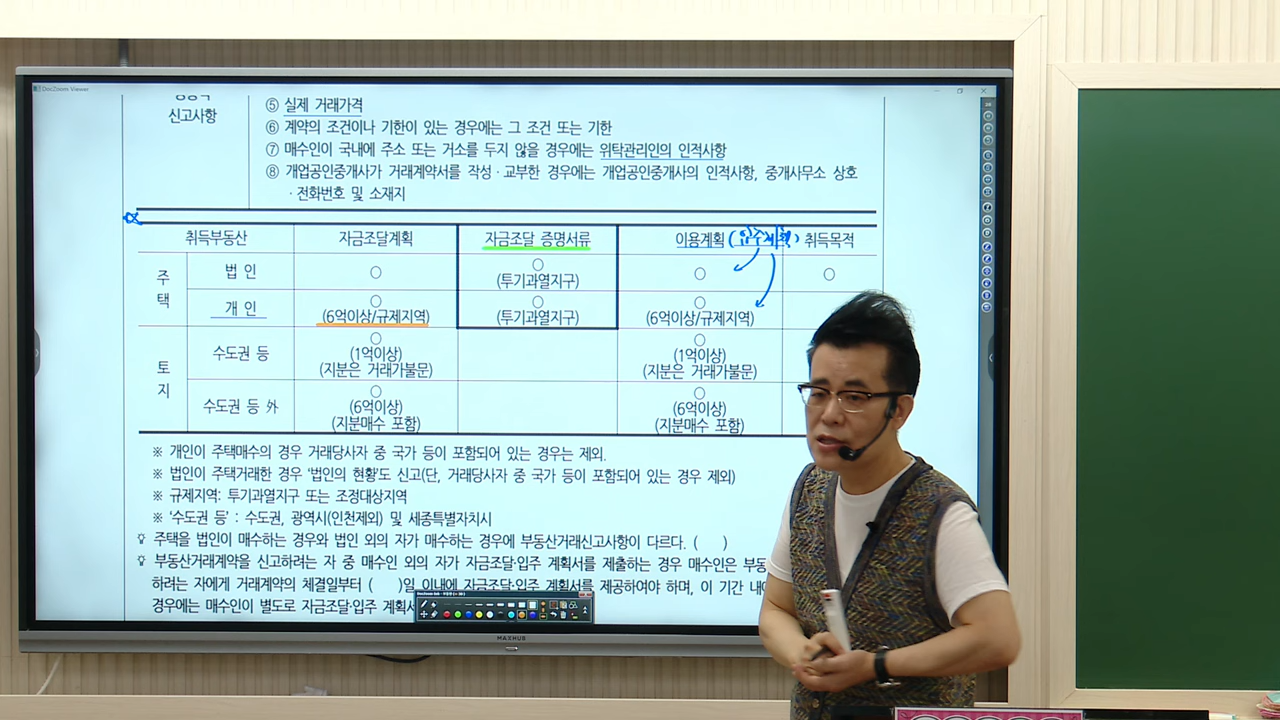 DocZoom Viewer
신고사항
⑤ 실제 거래가격
⑥ 계약의 조건이나 기한이 있는 경우에는 그 조건 또는 기한
⑦ 매수인이 국내에 주소 또는 거소를 두지 않을 경우에는 위탁관리인의 인적사항
⑧ 개업공인중개사가 거래계약서를 작성·교부한 경우에는 개업공인중개사의 인적사항, 중개사무소 상호
·전화번호 및 소재지
취득부동산 자금조달계획 자금조달 증명서류 이용계획 (입주계획) 취득목적
주택 법인 ○ ○ ○ ○
(투기과열지구)
개인 ○ ○ ○
(6억이상/규제지역) (투기과열지구) (6억이상/규제지역)
토지 수도권 등 ○ ○
(1억이상) (1억이상)
(지분은 거래가불문) (지분은 거래가불문)
수도권 등 外 ○ ○
(6억이상) (6억이상)
(지분매수 포함) (지분매수 포함)
※ 개인이 주택매수의 경우 거래당사자 중 국가 등이 포함되어 있는 경우는 제외.
※ 법인이 주택거래한 경우 '법인의 현황'도 신고(단, 거래당사자 중 국가 등이 포함되어 있는 경우 제외)
※ 규제지역: 투기과열지구 또는 조정대상지역
※ '수도권 등' : 수도권, 광역시(인천제외) 및 세종특별자치시
주택을 법인이 매수하는 경우와 법인 외의 자가 매수하는 경우에 부동산거래신고사항이 다르다. ( )
부동산거래계약을 신고하려는 자 중 매수인 외의 자가 자금조달·입주 계획서를 제출하는 경우 매수인은 부동
하려는 자에게 거래계약의 체결일부터 ( )일 이내에 자금조달·입주 계획서를 제공하여야 하며, 이 기간 내
경우에는 매수인이 별도로 자금조달·입주 계획서
MAXHUB